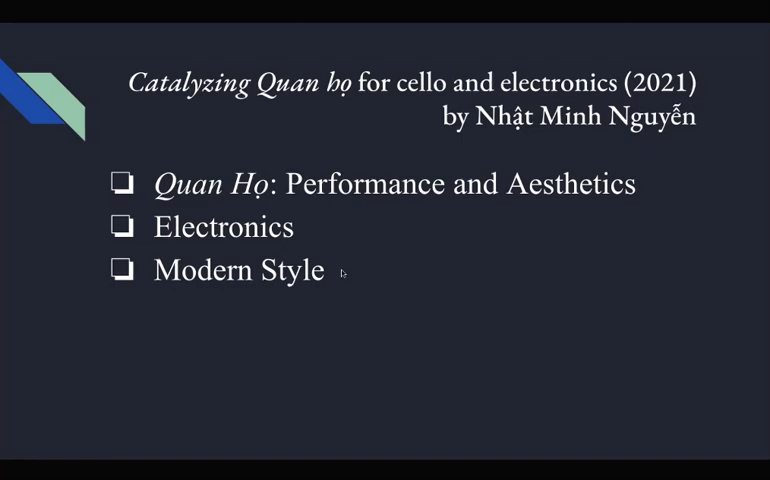 Catalyzing Quan họ for cello and electronics (2021)
by Nhật Minh Nguyễn
Quan Họ: Performance and Aesthetics
Electronics
Modern Style